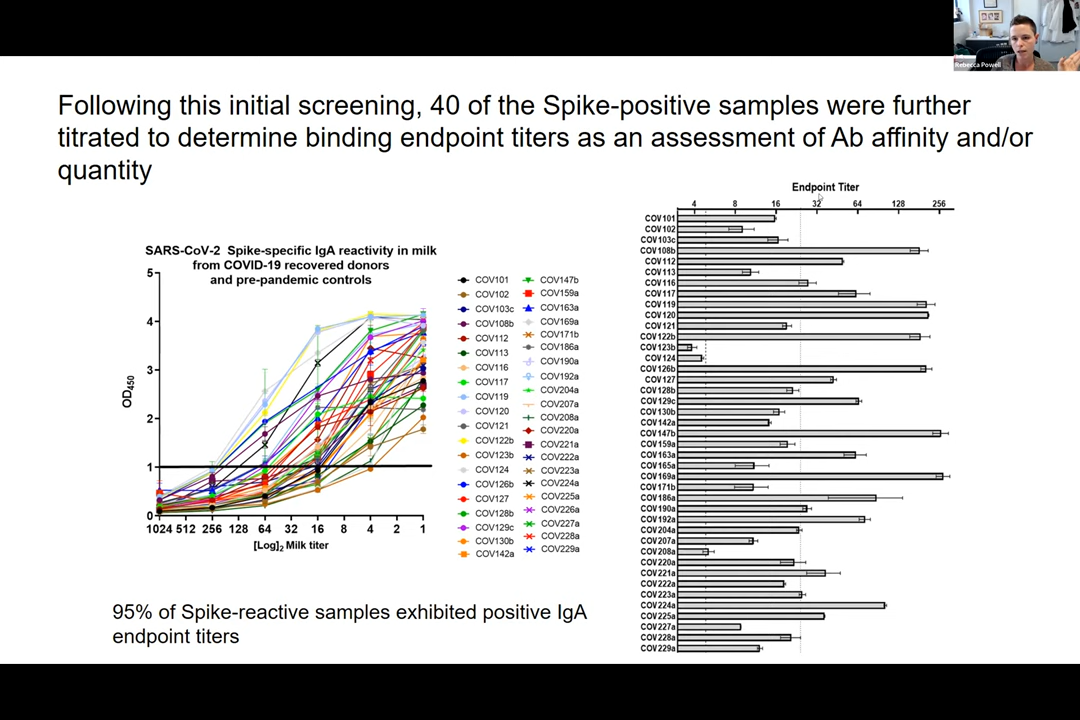 Rebecca Powell
Following this initial screening, 40 of the Spike-positive samples were further
titrated to determine binding endpoint titers as an assessment of Ab affinity and/or
quantity
SARS-CoV-2 Spike-specific IgA reactivity in milk
from COVID-19 recovered donors
and pre-pandemic controls
5
4
3
2
1
0
OD450
1024 512 256 128 64 32 16 8 4 2 1
[Log]2 Milk titer
COV101
COV102
COV103c
COV108b
COV112
COV113
COV116
COV117
COV119
COV120
COV121
COV122b
COV123b
COV124
COV126b
COV127
COV128b
COV129c
COV130b
COV142a
COV147b
COV159a
COV163a
COV169a
COV171b
COV186a
COV190a
COV192a
COV204a
COV207a
COV208a
COV220a
COV221a
COV222a
COV223a
COV224a
COV225a
COV226a
COV227a
COV228a
COV229a
Endpoint Titer
4 8 16 32 64 128 256
COV101
COV102
COV103c
COV108b
COV112
COV113
COV116
COV117
COV119
COV120
COV121
COV122b
COV123b
COV124
COV126b
COV127
COV128b
COV129c
COV130b
COV142a
COV147b
COV159a
COV163a
COV165a
COV169a
COV171b
COV186a
COV190a
COV192a
COV204a
COV207a
COV208a
COV220a
COV221a
COV222a
COV223a
COV224a
COV225a
COV227a
COV228a
COV229a
95% of Spike-reactive samples exhibited positive IgA
endpoint titers